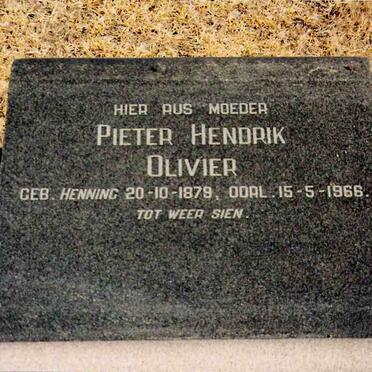 HIER RUS MOEDER
PIETER HENDRIK
OLIVIER
GEB. HENNING 20-10-1879, OORL. 15-5-1966.
TOT WEER SIEN.